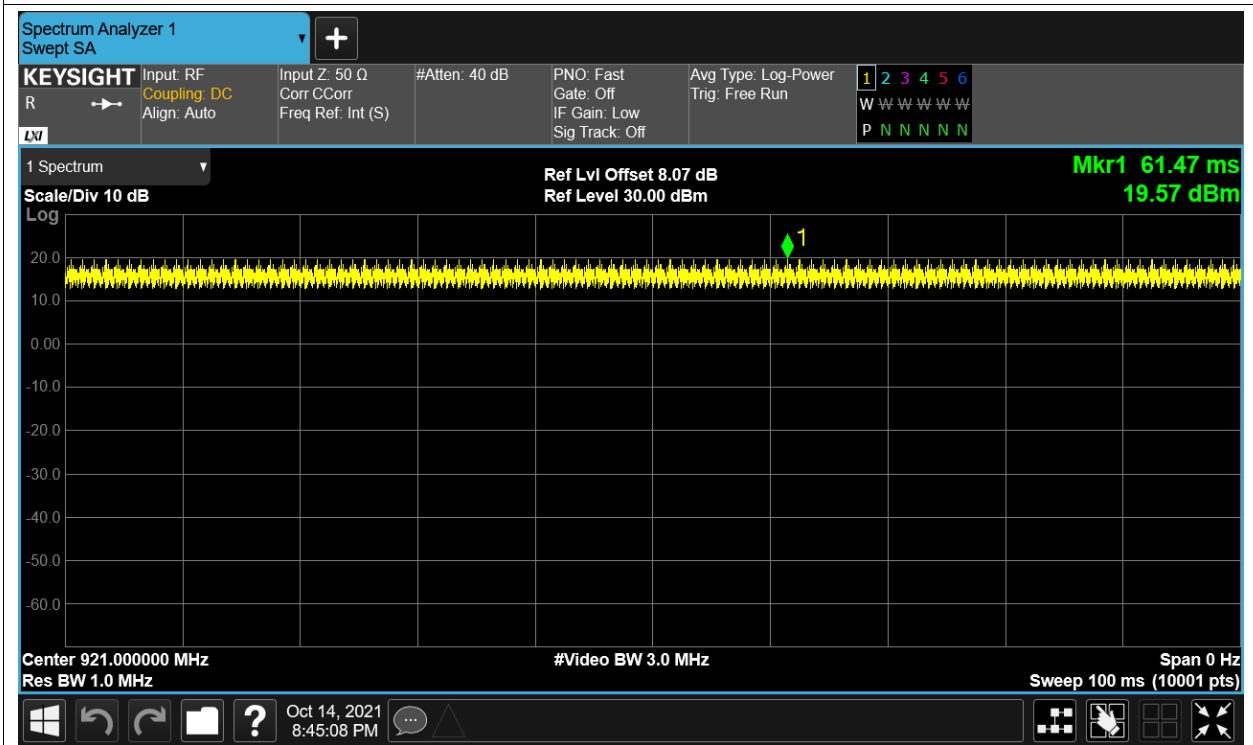 Spectrum Analyzer 1
Swept SA
KEYSIGHT
R
LXI
Input: RF
Coupling: DC
Align: Auto
Input Z: 50 Ω
Corr CCorr
Freq Ref: Int (S)
#Atten: 40 dB
PNO: Fast
Gate: Off
IF Gain: Low
Sig Track: Off
Avg Type: Log-Power
Trig: Free Run
1 2 3 4 5 6
W W W W W W
P N N N N N
1 Spectrum
Scale/Div 10 dB
Ref Lvl Offset 8.07 dB
Ref Level 30.00 dBm
Mkr1 61.47 ms
19.57 dBm
Log
1
20.0
10.0
0.00
-10.0
-20.0
-30.0
-40.0
-50.0
-60.0
Center 921.000000 MHz
Res BW 1.0 MHz
#Video BW 3.0 MHz
Span 0 Hz
Sweep 100 ms (10001 pts)
?
Oct 14, 2021
8:45:08 PM